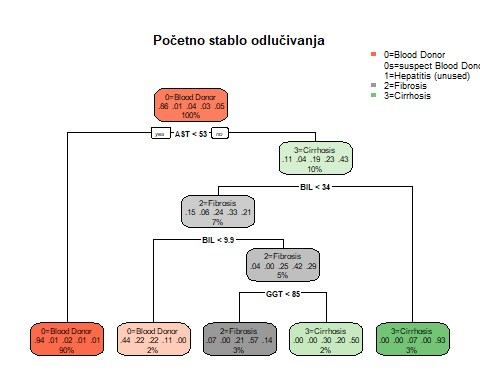 Početno stablo odlučivanja
0=Blood Donor
0s=suspect Blood Dono
1=Hepatitis (unused)
2=Fibrosis
3=Cirrhosis
0=Blood Donor
.86 .01 .04 .03 .05
100%
yes AST < 53 no
3=Cirrhosis
.11 .04 .19 .23 .43
10%
BIL < 34
2=Fibrosis
.15 .06 .24 .33 .21
7%
BIL < 9.9
2=Fibrosis
.04 .00 .25 .42 .29
5%
GGT < 85
0=Blood Donor
.94 .01 .02 .01 .01
90%
0=Blood Donor
.44 .22 .22 .11 .00
2%
2=Fibrosis
.07 .00 .21 .57 .14
3%
3=Cirrhosis
.00 .00 .30 .20 .50
2%
3=Cirrhosis
.00 .00 .07 .00 .93
3%